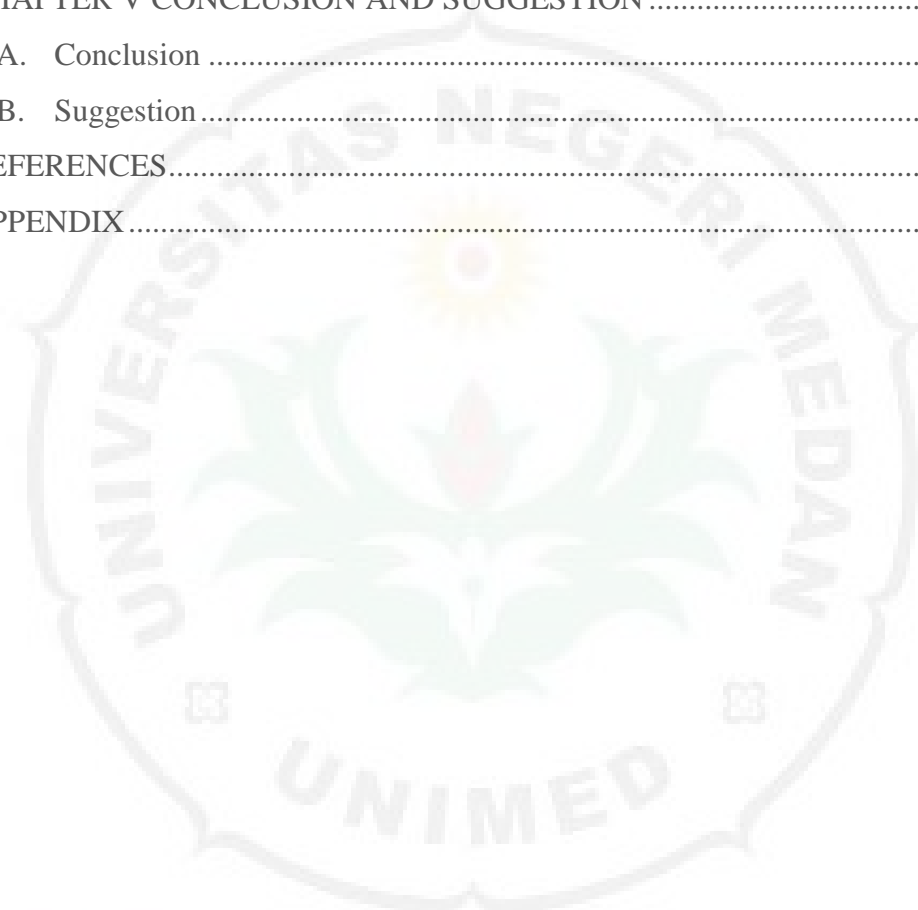 HAPTER V CONCLUSION AND SUGGESTION ................................
A. Conclusion ................................
B. Suggestion ................................
EFERENCES ................................
PPENDIX ................................
UNIVERSITAS NEGERI MEDAN
UNIMED